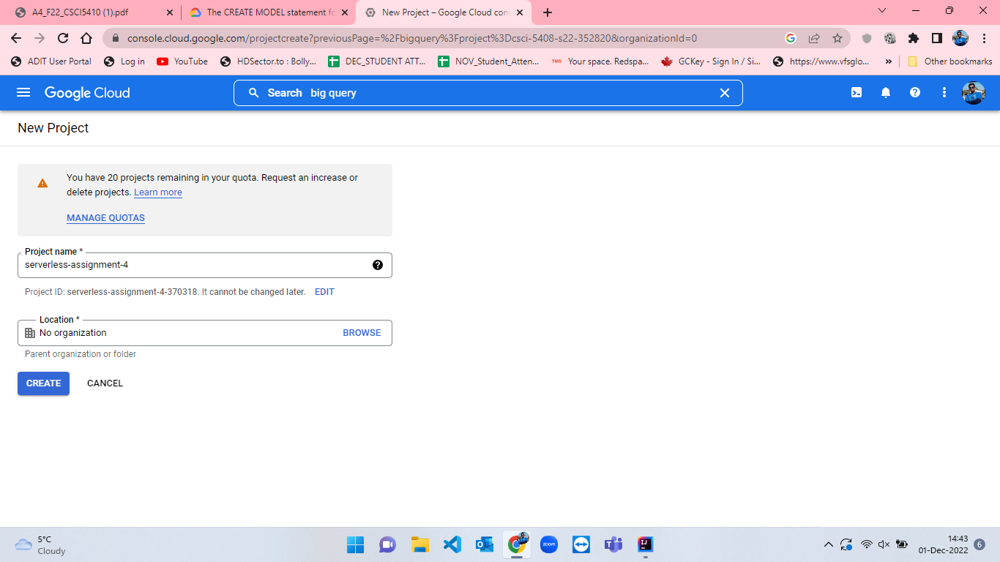 A4_F22_CSCI5410 (1).pdf
The CREATE MODEL statement fo
New Project – Google Cloud con
console.cloud.google.com/projectcreate?previousPage=%2Fbigquery%3Fproject%3Dcsci-5408-s22-352820&organizationId=0
ADIT User Portal
Log in
YouTube
HDSector.to : Bolly...
DEC_STUDENT ATT...
NOV_Student_Atten...
TMS
Your space. Redspa...
GCKey - Sign In / Si...
https://www.vfsglo...
»
Other bookmarks
Google Cloud
Search big query
New Project
You have 20 projects remaining in your quota. Request an increase or
delete projects. Learn more
MANAGE QUOTAS
Project name *
serverless-assignment-4
Project ID: serverless-assignment-4-370318. It cannot be changed later. EDIT
Location *
No organization
BROWSE
Parent organization or folder
CREATE
CANCEL
5°C
Cloudy
zoom
14:43
01-Dec-2022
6